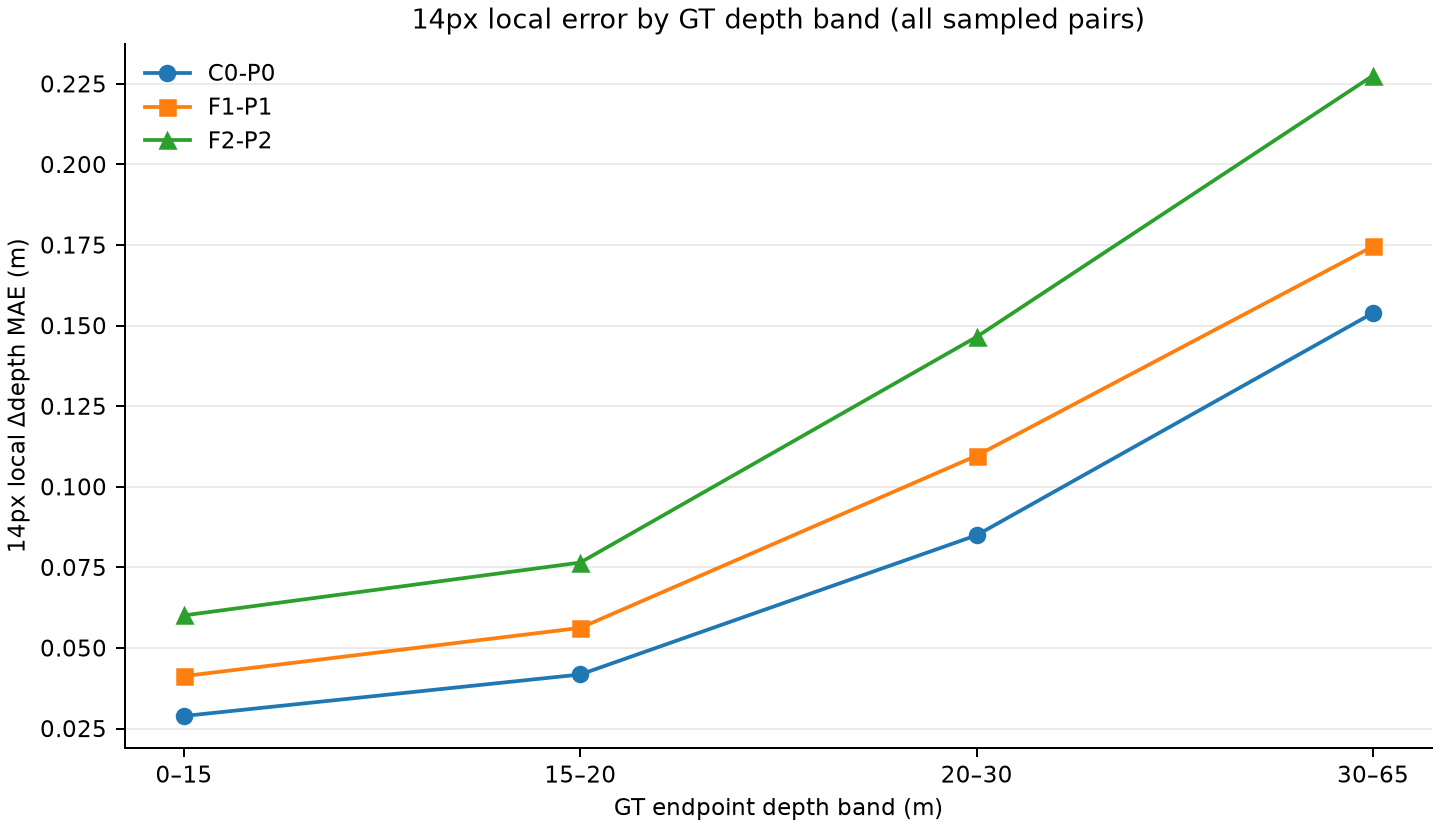 14px local error by GT depth band (all sampled pairs)
C0-P0
F1-P1
F2-P2
14px local Δdepth MAE (m)
0.225
0.200
0.175
0.150
0.125
0.100
0.075
0.050
0.025
0–15
15–20
20–30
30–65
GT endpoint depth band (m)